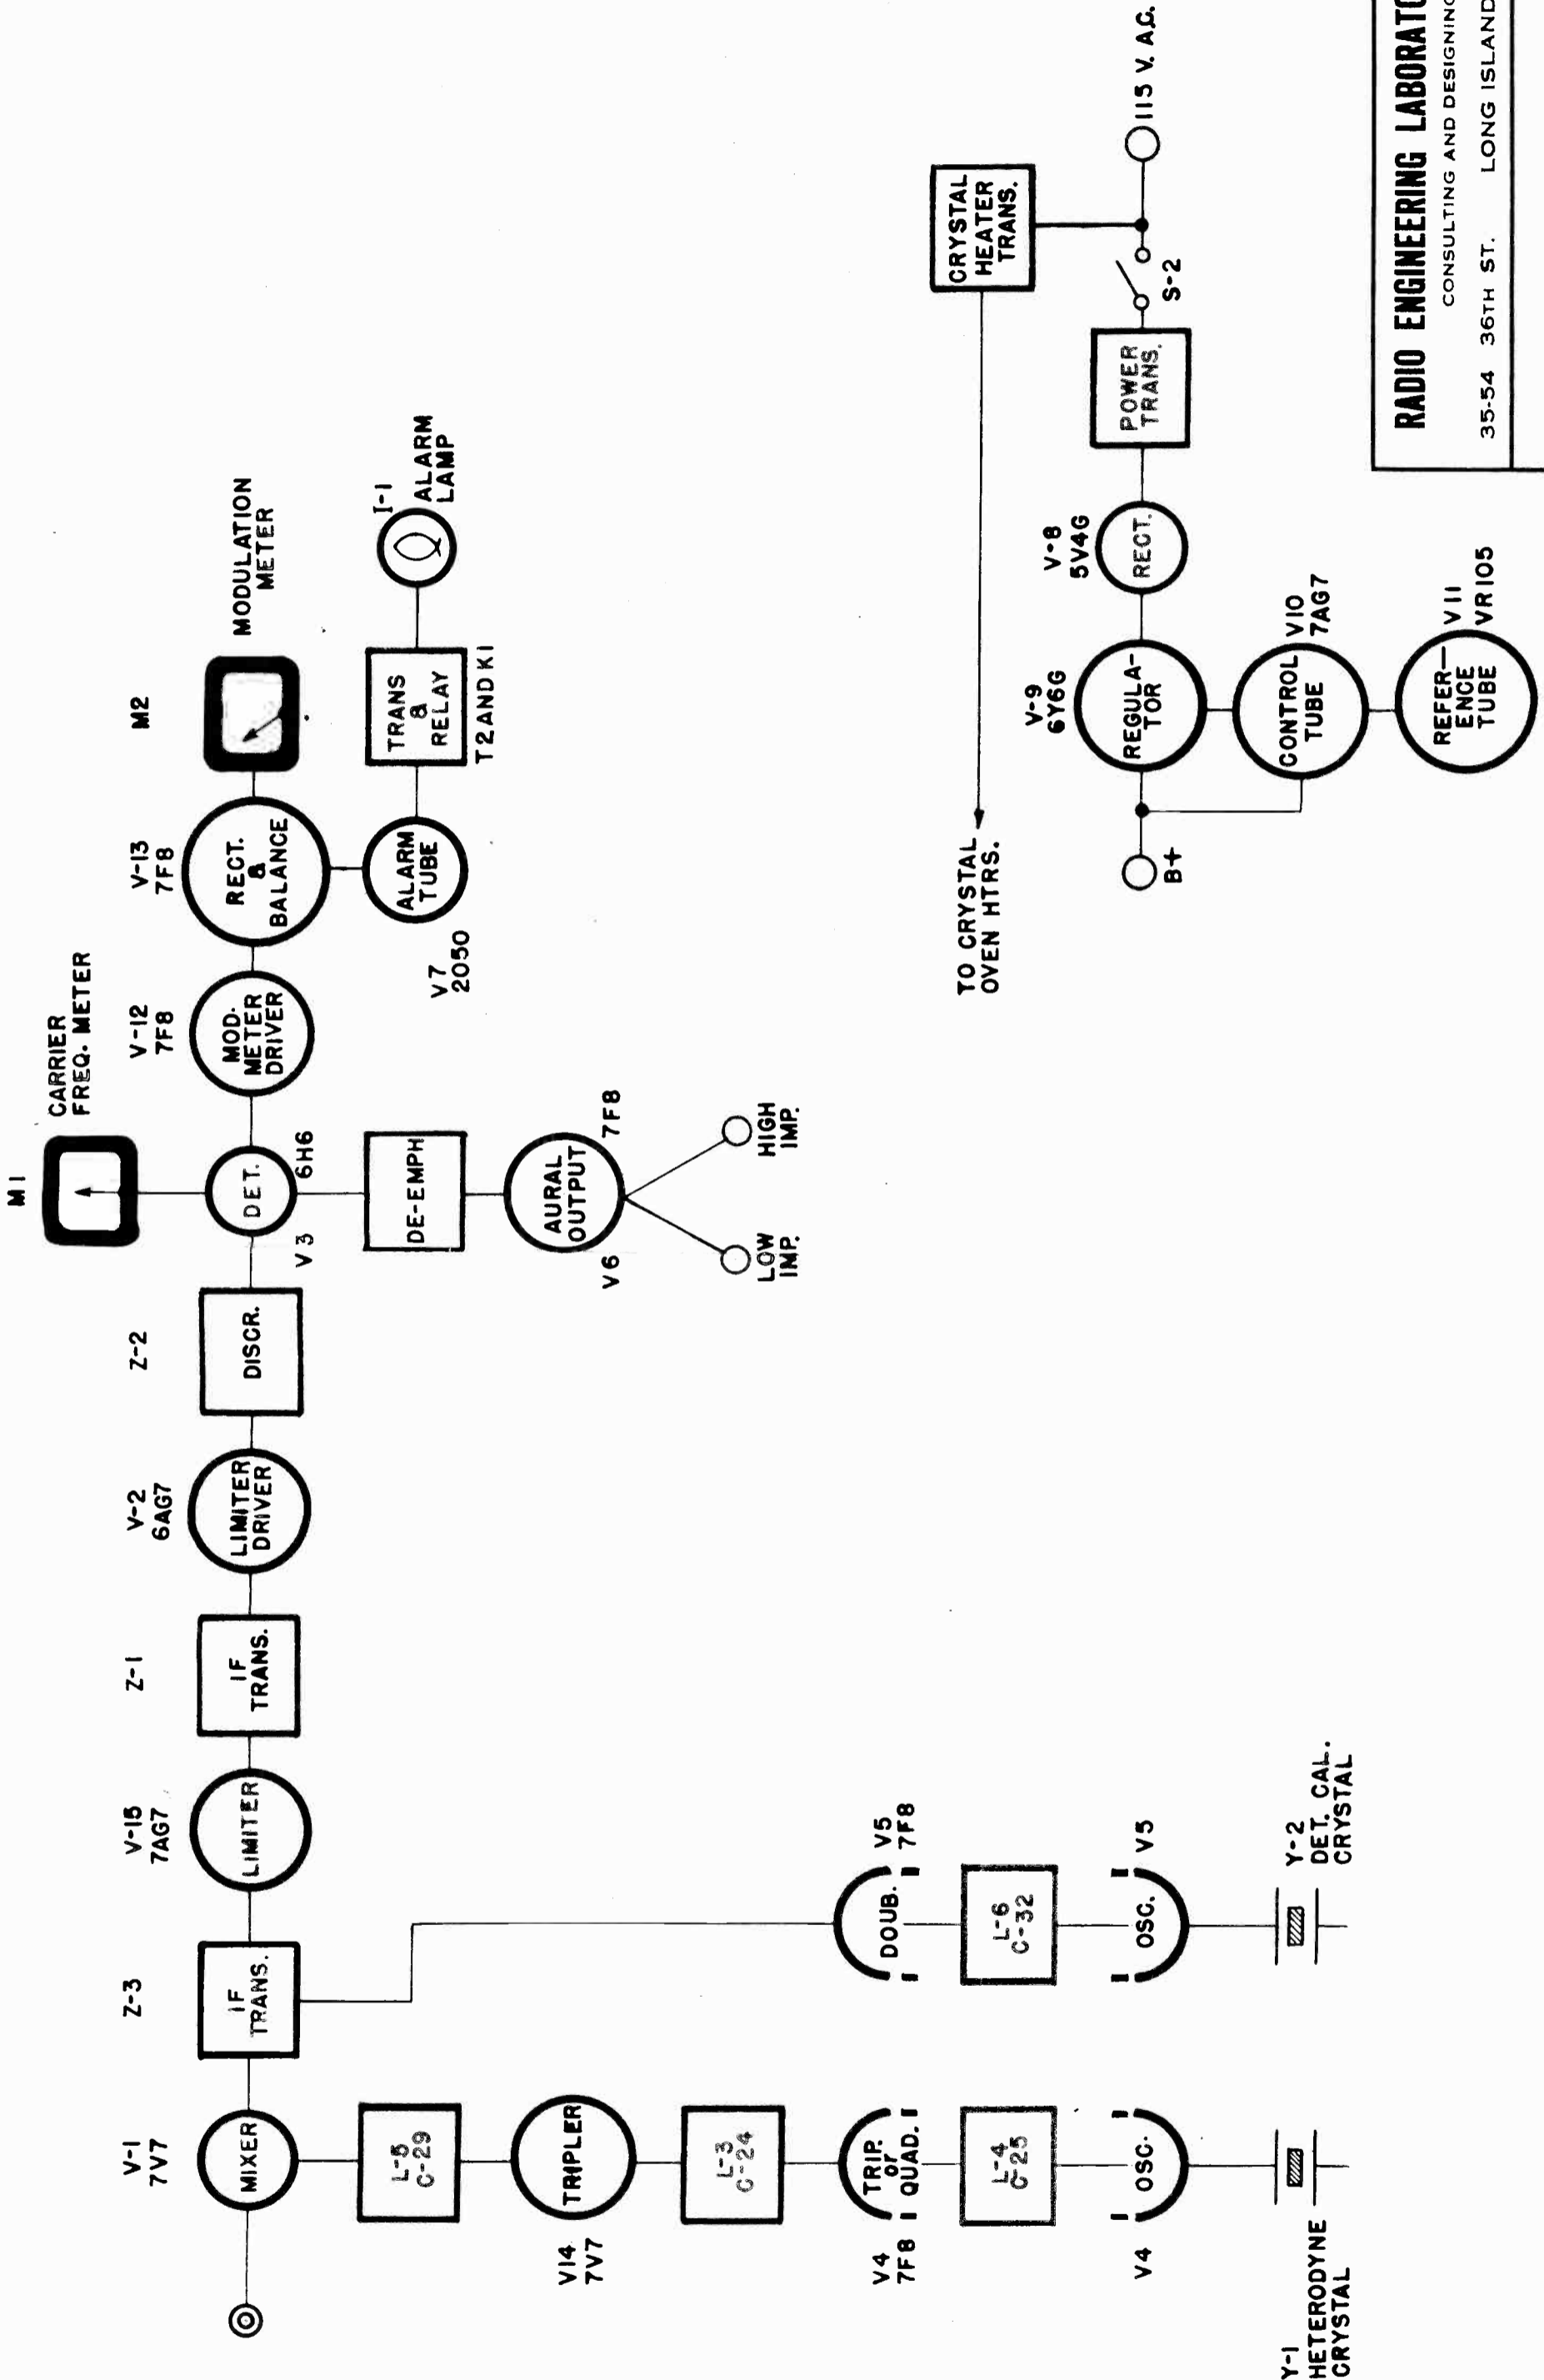 M1
CARRIER
FREQ. METER
V-1
7V7
MIXER
Z-3
IF
TRANS.
V-15
7AG7
LIMITER
Z-1
IF
TRANS.
V-2
6AG7
LIMITER
DRIVER
Z-2
DISCR.
DET.
V3
6H6
V-12
7F8
MOD-
METER
DRIVER
V-13
7F8
RECT.
&
BALANCE
M2
MODULATION
METER
L-5
C-29
V14
7V7
TRIPLER
L-3
C-24
V4
7F8
TRIP.
or
QUAD.
L-4
C-25
V4
OSC.
Y-1
HETERODYNE
CRYSTAL
V5
7F8
DOUB.
L-6
C-32
OSC.
V5
Y-2
DET. CAL.
CRYSTAL
DE-EMPH
V6
AURAL
OUTPUT
7F8
LOW
IMP.
HIGH
IMP.
V7
2050
ALARM
TUBE
TRANS
&
RELAY
T2 AND K1
I-1
ALARM
LAMP
TO CRYSTAL
OVEN HTRS.
CRYSTAL
HEATER
TRANS.
B+
V-9
6Y6G
REGULA-
TOR
V-8
5V4G
RECT.
POWER
TRANS.
S-2
115 V. A.C.
CONTROL
TUBE
V10
7AG7
REFER-
ENCE
TUBE
V11
VR105
RADIO ENGINEERING LABORATO
CONSULTING AND DESIGNING
35-54 36TH ST. LONG ISLAND